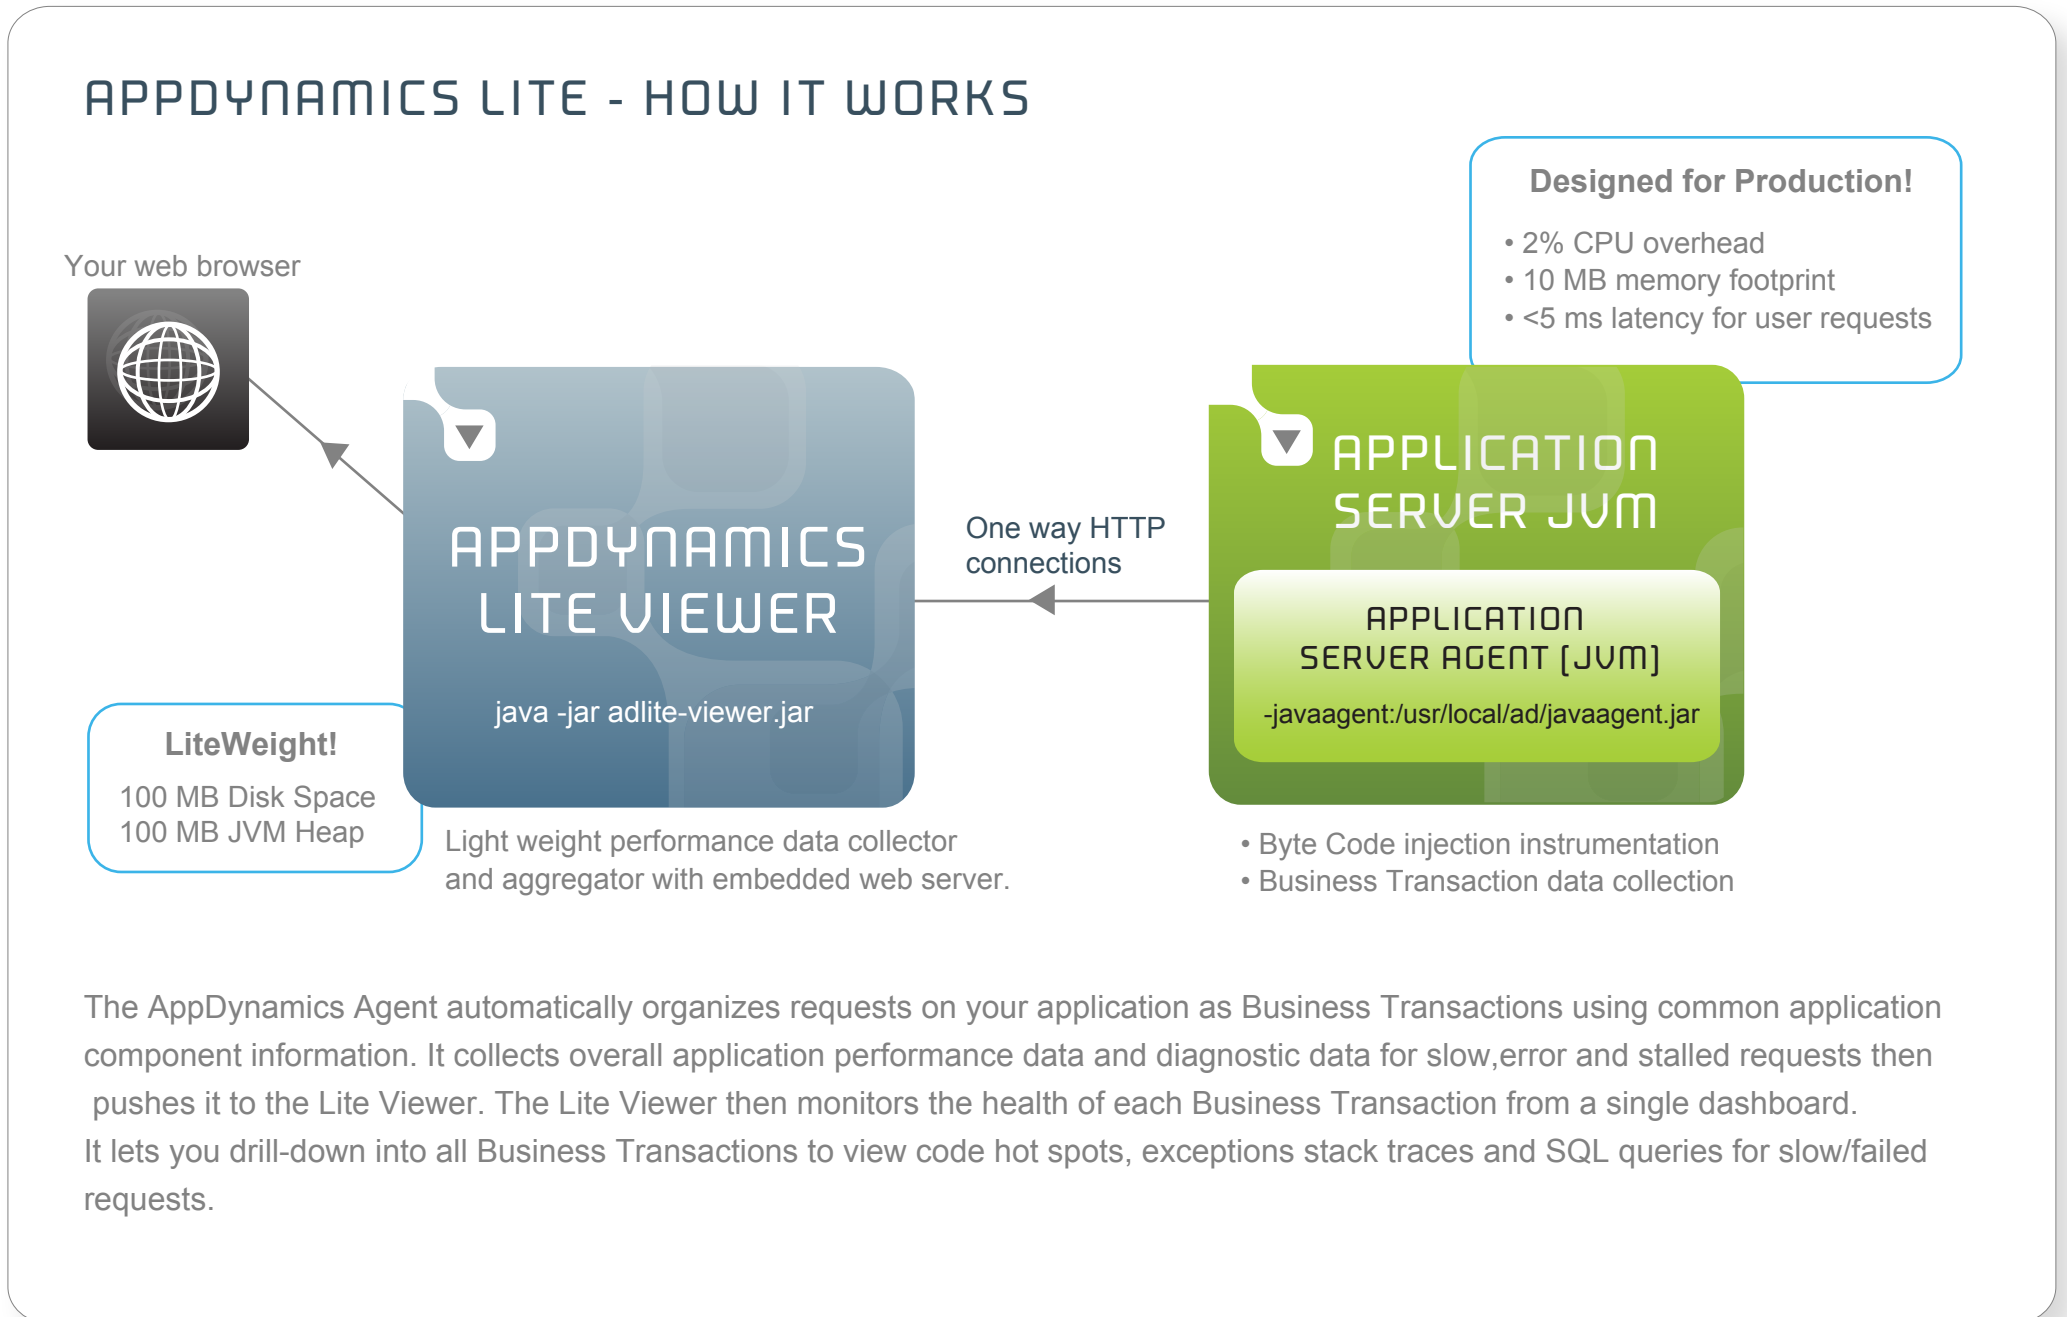 APPDYNAMICS LITE - HOW IT WORKS
Designed for Production!
• 2% CPU overhead
• 10 MB memory footprint
• <5 ms latency for user requests
Your web browser
APPLICATION
SERVER JVM
One way HTTP
connections
APPDYNAMICS
LITE VIEWER
java -jar adlite-viewer.jar
APPLICATION
SERVER AGENT [JVM]
-javaagent:/usr/local/ad/javaagent.jar
LiteWeight!
100 MB Disk Space
100 MB JVM Heap
Light weight performance data collector
and aggregator with embedded web server.
• Byte Code injection instrumentation
• Business Transaction data collection
The AppDynamics Agent automatically organizes requests on your application as Business Transactions using common application
component information. It collects overall application performance data and diagnostic data for slow,error and stalled requests then
pushes it to the Lite Viewer. The Lite Viewer then monitors the health of each Business Transaction from a single dashboard.
It lets you drill-down into all Business Transactions to view code hot spots, exceptions stack traces and SQL queries for slow/failed
requests.